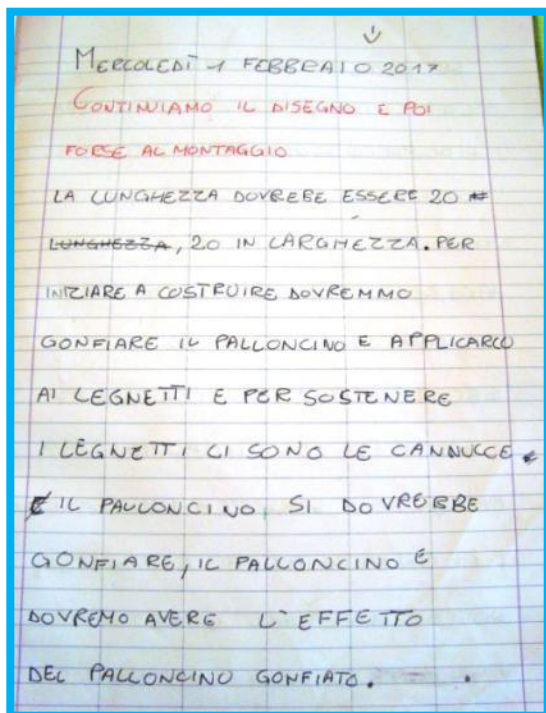 MERCOLEDÌ 1 FEBBRAIO 2017
CONTINUIAMO IL DISEGNO E POI
FORSE AL MONTAGGIO
LA LUNGHEZZA DOVREBE ESSERE 20
LUNGHEZZA, 20 IN LARGHEZZA. PER
INIZIARE A COSTRUIRE DOVREMMO
GONFIARE IL PALLONCINO E APPLICARLO
AI LEGNETTI E PER SOSTENERE
I LEGNETTI CI SONO LE CANNUCCE
IL PALLONCINO SI DOVREBBE
GONFIARE, IL PALLONCINO E
DOVREMO AVERE L'EFFETTO
DEL PALLONCINO GONFIATO.